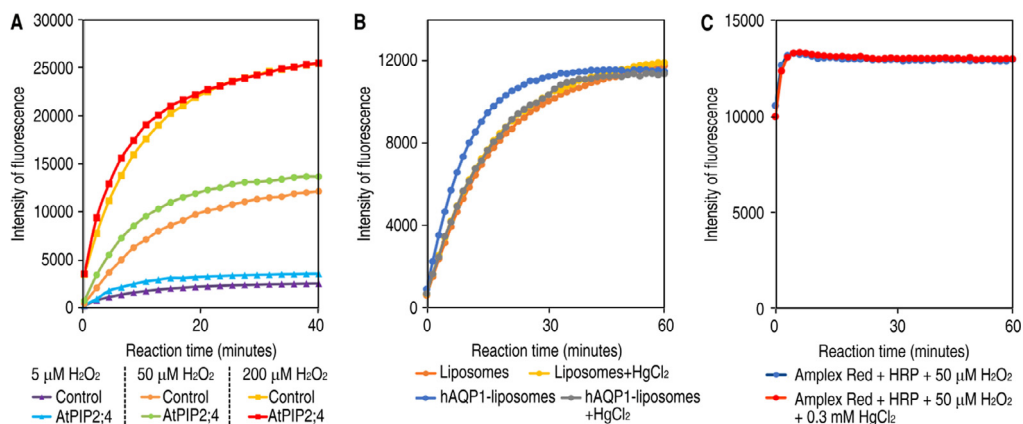 A
30000
25000
20000
15000
10000
5000
0
Intensity of fluorescence
0 20 40
Reaction time (minutes)
5 µM H₂O₂ 50 µM H₂O₂ 200 µM H₂O₂
Control Control Control
AtPIP2;4 AtPIP2;4 AtPIP2;4
B
12000
8000
4000
0
Intensity of fluorescence
0 30 60
Reaction time (minutes)
Liposomes Liposomes+HgCl₂
hAQP1-liposomes hAQP1-liposomes
+HgCl₂
C
15000
10000
5000
0
Intensity of fluorescence
0 30 60
Reaction time (minutes)
Amplex Red + HRP + 50 µM H₂O₂
Amplex Red + HRP + 50 µM H₂O₂
+ 0.3 mM HgCl₂